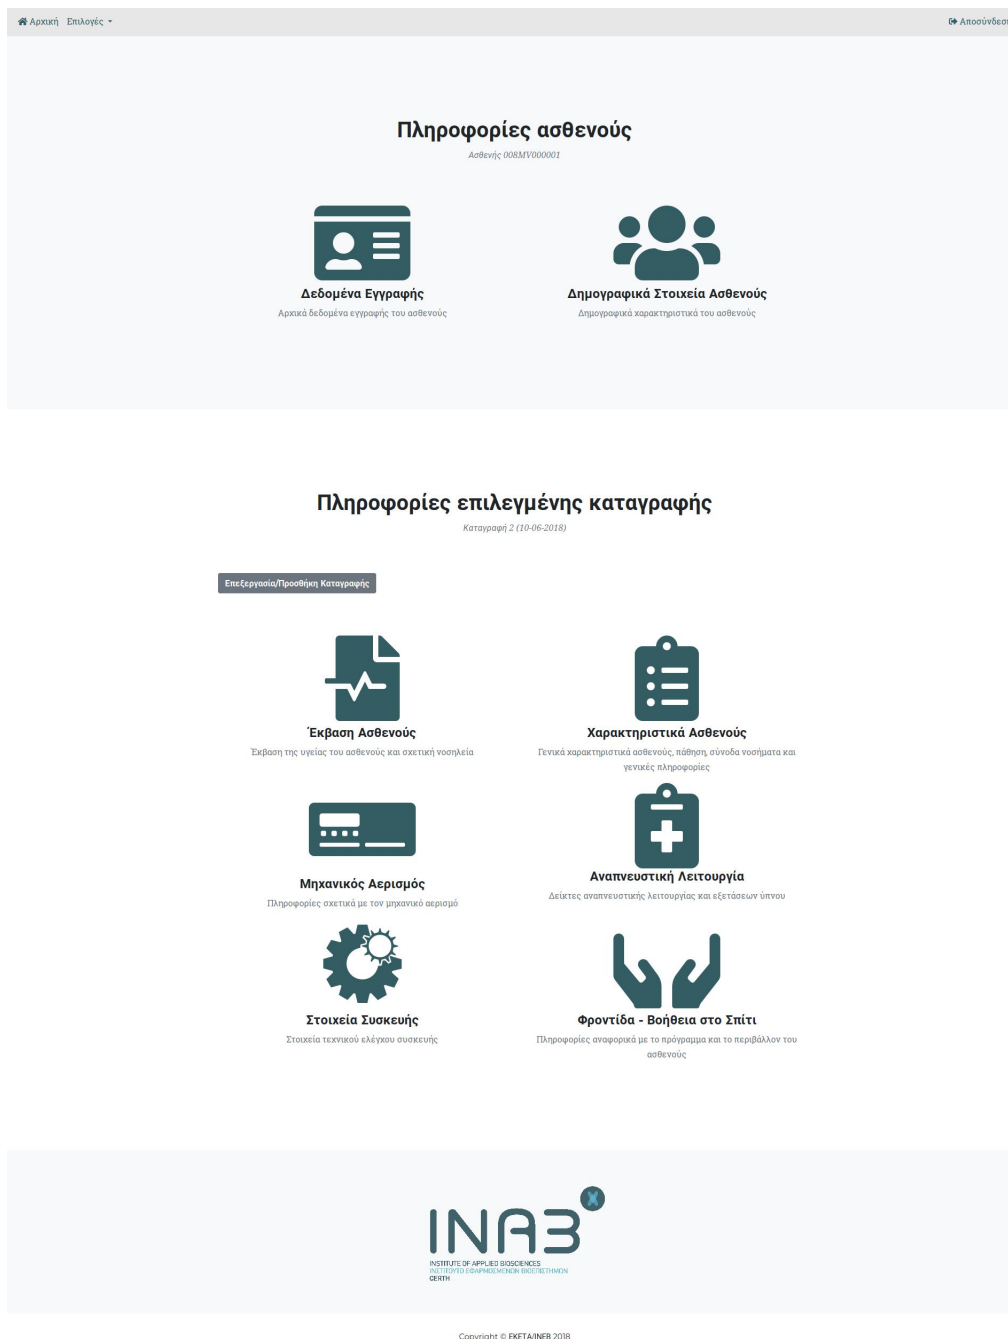 Αρχική Επιλογές Αποσύνδεση
Πληροφορίες ασθενούς
Ασθενής 008MV000001
Δεδομένα Εγγραφής
Αρχικά δεδομένα εγγραφής του ασθενούς
Δημογραφικά Στοιχεία Ασθενούς
Δημογραφικά χαρακτηριστικά του ασθενούς
Πληροφορίες επιλεγμένης καταγραφής
Καταγραφή 2 (10-06-2018)
Επεξεργασία/Προσθήκη Καταγραφής
Έκβαση Ασθενούς
Έκβαση της υγείας του ασθενούς και σχετική νοσηλεία
Χαρακτηριστικά Ασθενούς
Γενικά χαρακτηριστικά ασθενούς, πάθηση, σύνοδα νοσήματα και
γενικές πληροφορίες
Μηχανικός Αερισμός
Πληροφορίες σχετικά με τον μηχανικό αερισμό
Αναπνευστική Λειτουργία
Δείκτες αναπνευστικής λειτουργίας και εξετάσεων ύπνου
Στοιχεία Συσκευής
Στοιχεία τεχνικού ελέγχου συσκευής
Φροντίδα - Βοήθεια στο Σπίτι
Πληροφορίες αναφορικά με το πρόγραμμα και το περιβάλλον του
ασθενούς
INAB
INSTITUTE OF APPLIED BIOSCIENCES
ΙΝΣΤΙΤΟΥΤΟ ΕΦΑΡΜΟΣΜΕΝΩΝ ΒΙΟΕΠΙΣΤΗΜΩΝ
CERTH
Copyright © ΕΚΕΤΑ/ΙΝΕΒ 2018